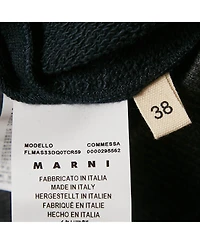 38
MODELLO COMMESSA
FLMAS33OQ0TCR59 0000295562
MARNI
FABBRICATO IN ITALIA
MADE IN ITALY
HERGESTELLT IN ITALIEN
FABRIQUÉ EN ITALIE
HECHO EN ITALIA